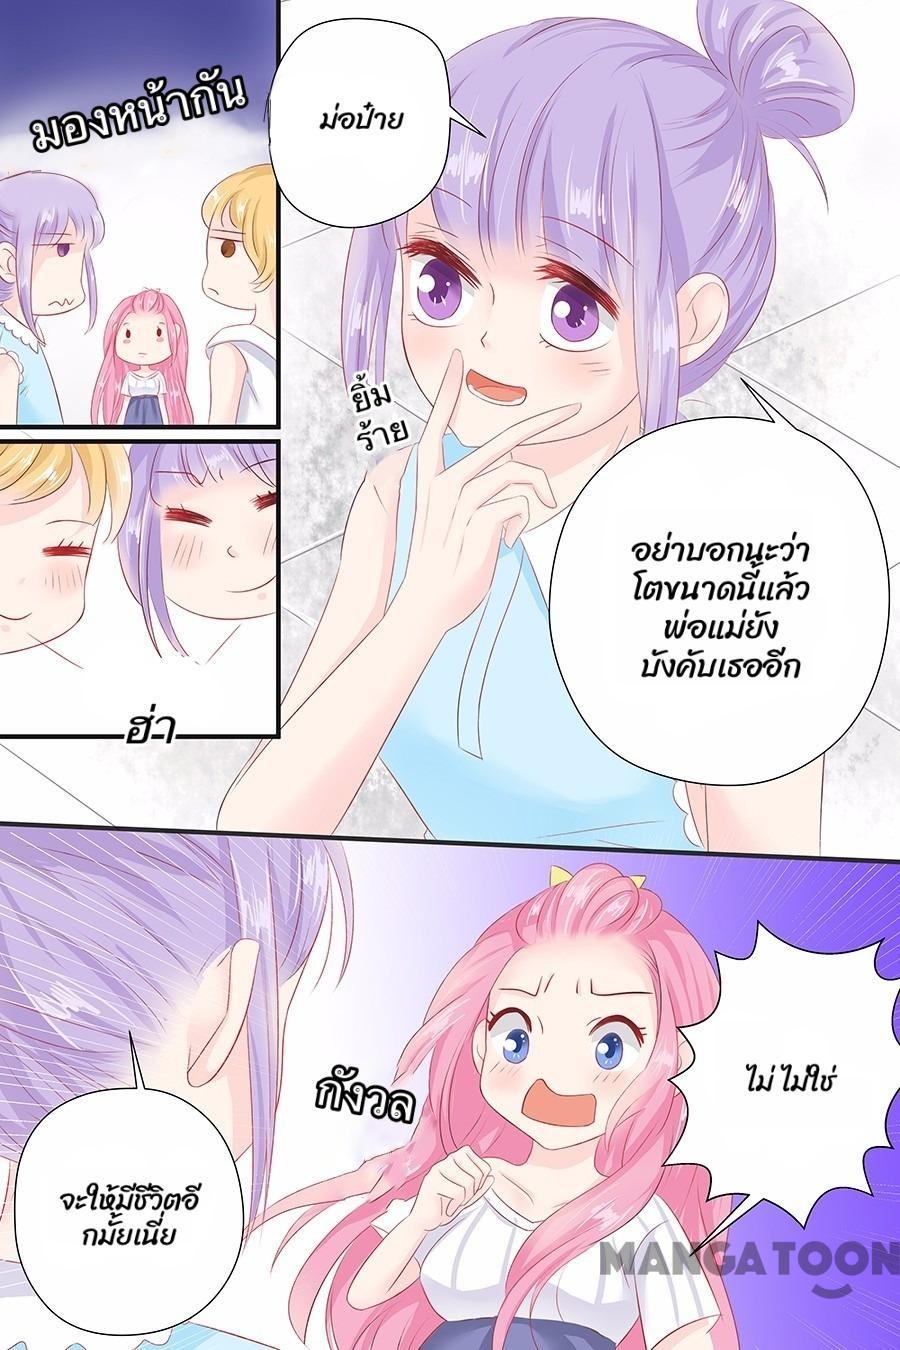 มองหน้ากัน
ม่อป๋าย
ยิ้ม
ร้าย
อย่าบอกนะว่า
โตขนาดนี้แล้ว
พ่อแม่ยัง
บังคับเธออีก
ฮ่า
ไม่ ไม่ใช่
กังวล
จะให้มีชีวิตอี
กมั้ยเนี่ย
MANGATOON